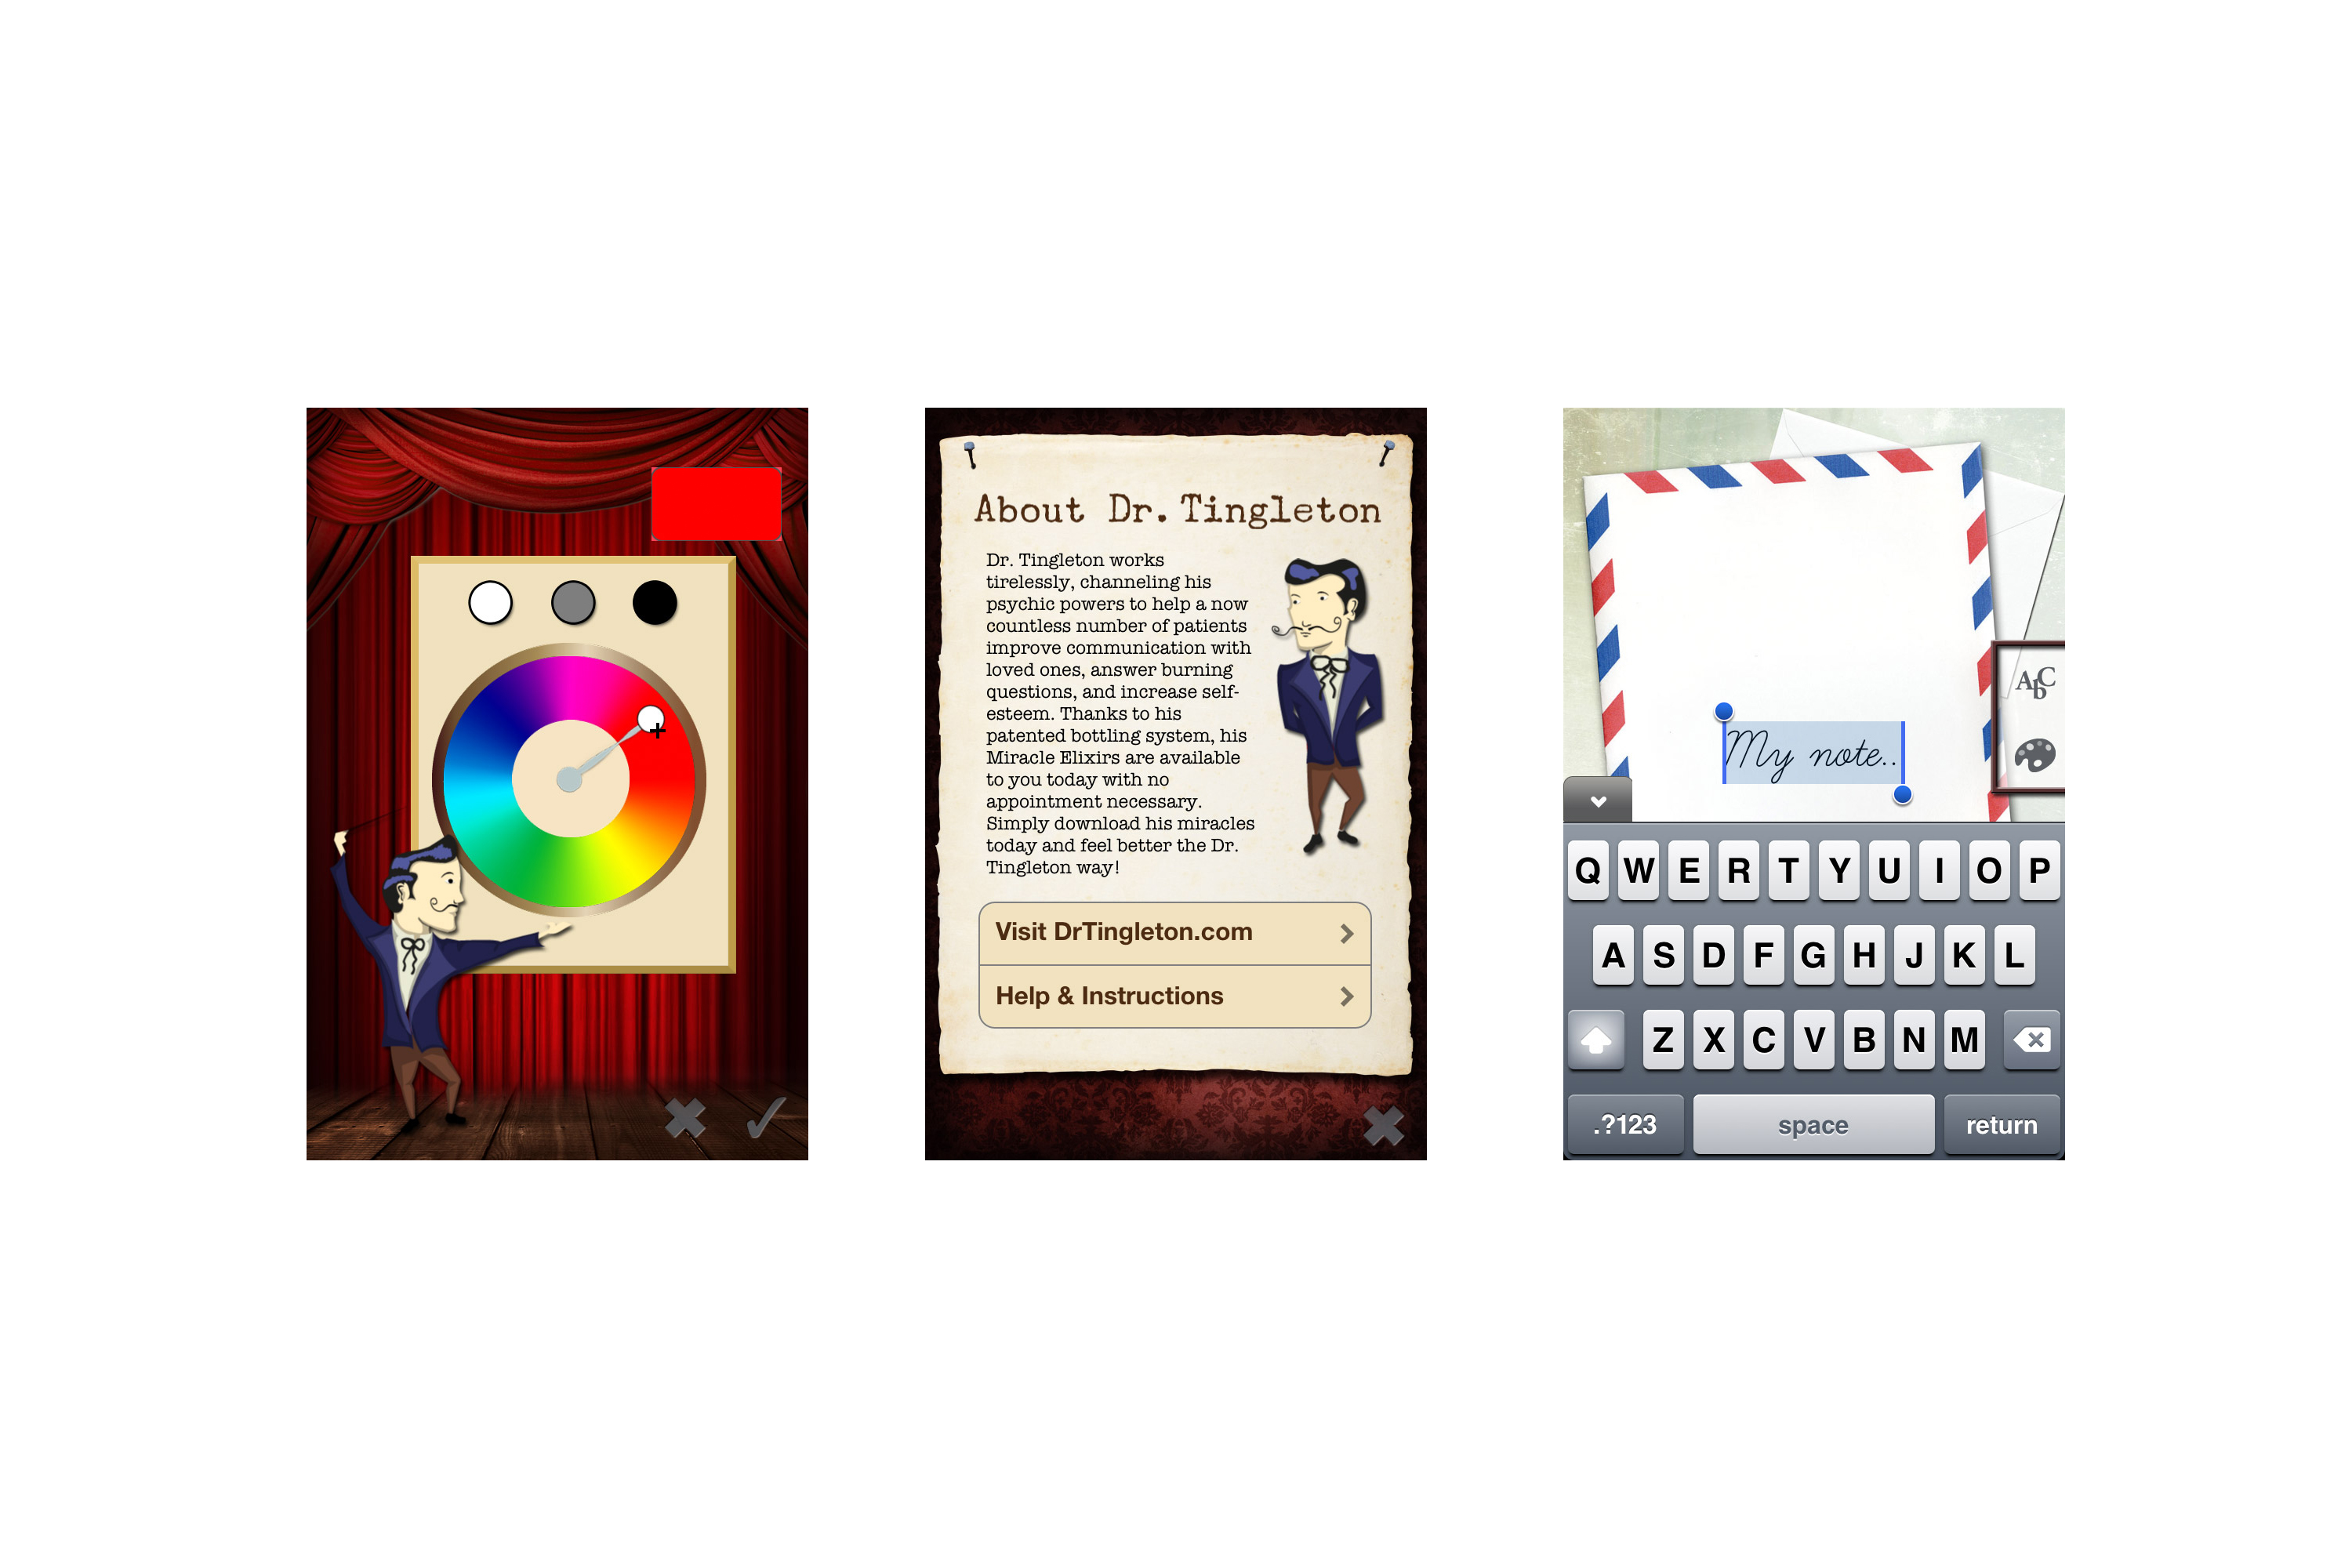 About Dr. Tingleton
Dr. Tingleton works
tirelessly, channeling his
psychic powers to help a now
countless number of patients
improve communication with
loved ones, answer burning
questions, and increase self-
esteem. Thanks to his
patented bottling system, his
Miracle Elixirs are available
to you today with no
appointment necessary.
Simply download his miracles
today and feel better the Dr.
Tingleton way!
Visit DrTingleton.com
Help & Instructions
AbC
My note..
Q W E R T Y U I O P
A S D F G H J K L
Z X C V B N M
.?123 space return